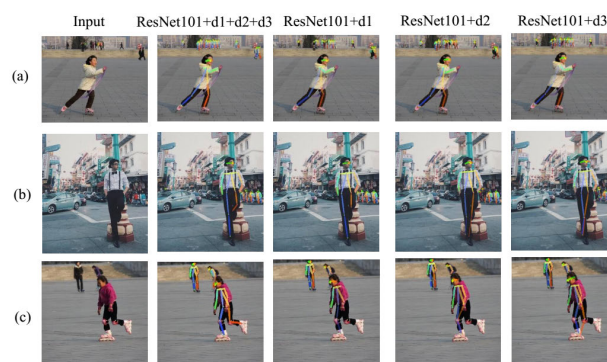 Input ResNet101+d1+d2+d3 ResNet101+d1 ResNet101+d2 ResNet101+d3
(a)
(b)
(c)